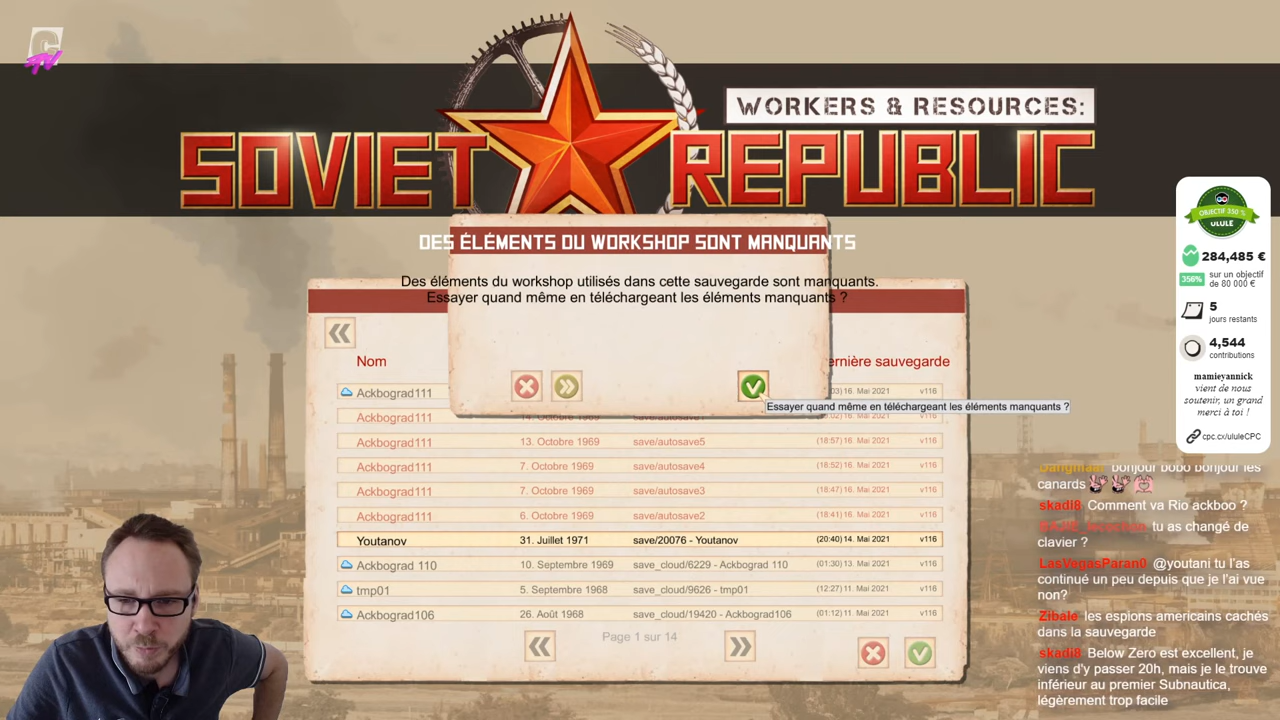 WORKERS & RESOURCES:
SOVIET REPUBLIC
DES ÉLÉMENTS DU WORKSHOP SONT MANQUANTS
Des éléments du workshop utilisés dans cette sauvegarde sont manquants.
Essayer quand même en téléchargeant les éléments manquants ?
Essayer quand même en téléchargeant les éléments manquants ?
Nom
ernière sauvegarde
Ackbograd111 16. Mai 2021 v116
Ackbograd111 14. Octobre 1969 16. Mai 2021 v116
Ackbograd111 13. Octobre 1969 save/autosave5 (18:57) 16. Mai 2021 v116
Ackbograd111 7. Octobre 1969 save/autosave4 (18:52) 16. Mai 2021 v116
Ackbograd111 7. Octobre 1969 save/autosave3 (18:47) 16. Mai 2021 v116
Ackbograd111 6. Octobre 1969 save/autosave2 (18:41) 16. Mai 2021 v116
Youtanov 31. Juillet 1971 save/20076 - Youtanov (20:40) 14. Mai 2021 v116
Ackbograd 110 10. Septembre 1969 save_cloud/6229 - Ackbograd 110 (01:30) 13. Mai 2021 v116
tmp01 5. Septembre 1968 save_cloud/9626 - tmp01 (12:27) 11. Mai 2021 v116
Ackbograd106 26. Août 1968 save_cloud/19420 - Ackbograd106 (01:12) 11. Mai 2021 v116
Page 1 sur 14
OBJECTIF 350 %
ULULE
284,485 €
356% sur un objectif
de 80 000 €
5
jours restants
4,544
contributions
mamieyannick
vient de nous
soutenir, un grand
merci à toi !
cpc.cx/ululeCPC
bonjour bobo bonjour les
canards
skadi8 Comment va Rio ackboo ?
tu as changé de
clavier ?
LasVegasParan0 @youtani tu l'as
continué un peu depuis que je l'ai vue
non?
Zibale les espions americains cachés
dans la sauvegarde
skadi8 Below Zero est excellent, je
viens d'y passer 20h, mais je le trouve
inférieur au premier Subnautica,
légèrement trop facile